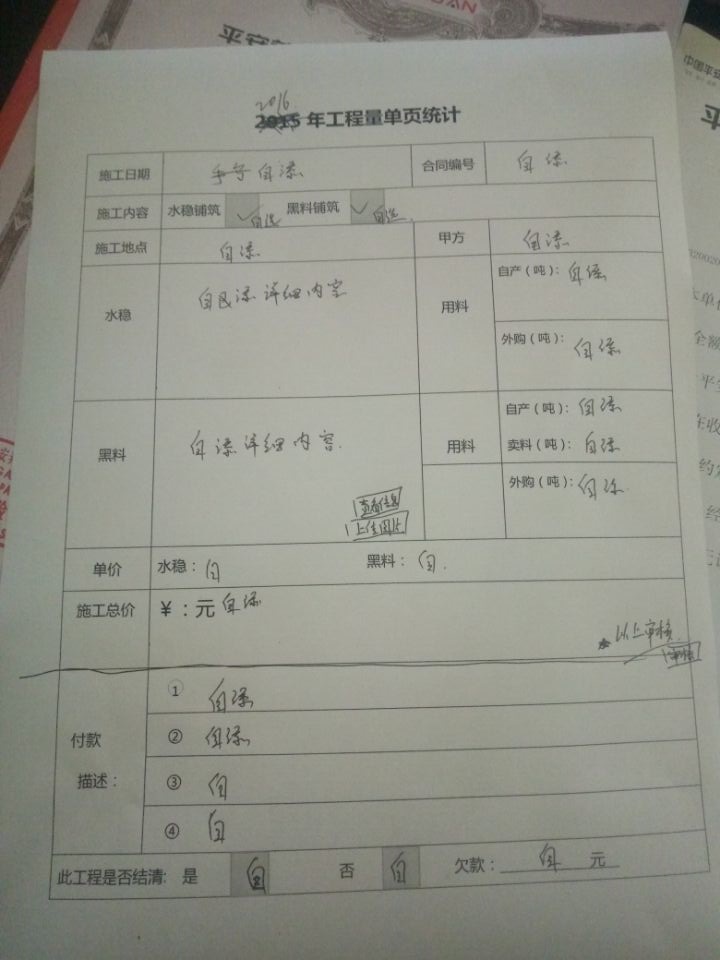 2016
2015 年工程量单页统计
施工日期 自添 合同编号 自添
施工内容 水稳铺筑 ✓自选 黑料铺筑 ✓自选
施工地点 自添 甲方 自添
水稳 详细内容 用料 自产（吨）：自添
外购（吨）：自添
黑料 自添详细内容. 用料 自产（吨）：自添
卖料（吨）：自添
外购（吨）：自添
查看信息
上传图片
单价 水稳：自 黑料：自.
施工总价 ￥：元 自添
以上审核
审核
付款
描述：
① 自添
② 自添
③ 自
④ 自
此工程是否结清: 是 自 否 自 欠款：自 元
平安
中国平安